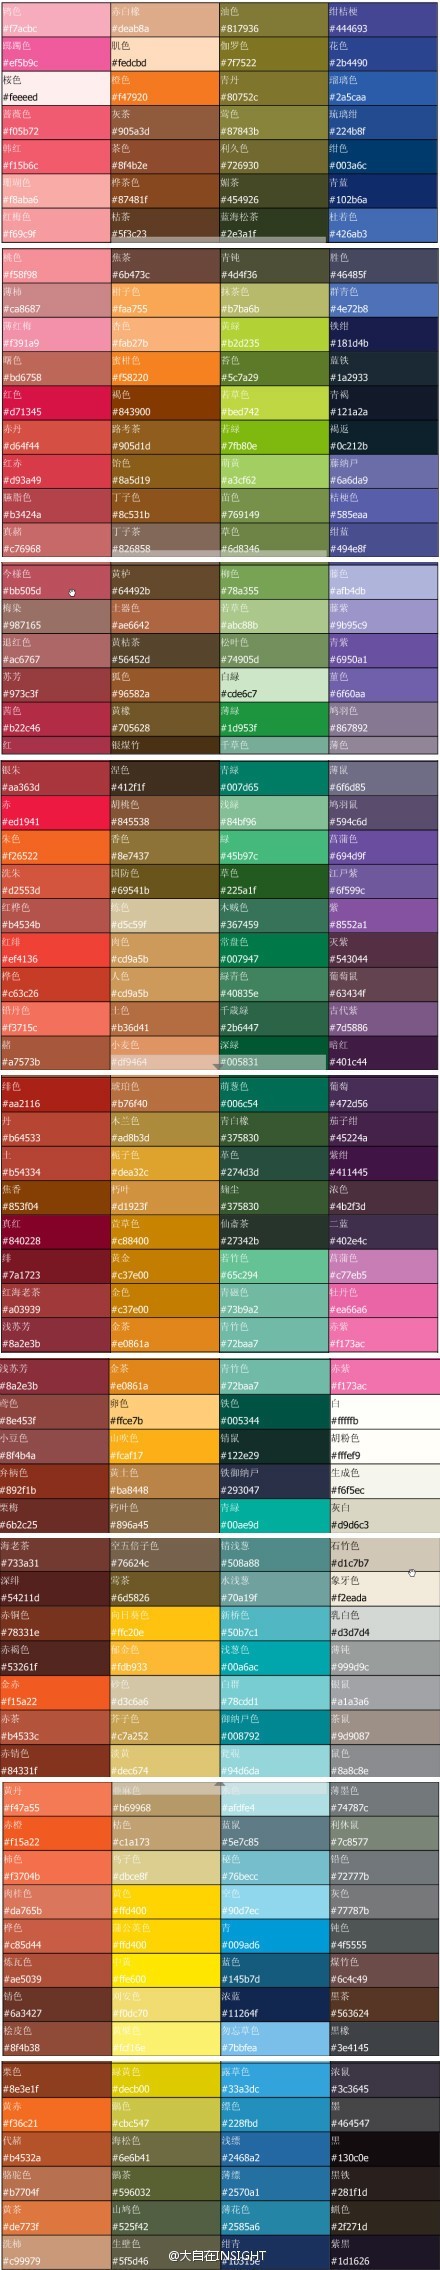 鸨色 赤白橡 油色 绀桔梗
#f7acbc #deab8a #817936 #444693
踯躅色 肌色 伽罗色 花色
#ef5b9c #fedcbd #7f7522 #2b4490
桜色 橙色 青丹 瑠璃色
#feeeed #f47920 #80752c #2a5caa
蔷薇色 灰茶 莺色 琉璃绀
#f05b72 #905a3d #87843b #224b8f
韩红 茶色 利久色 绀色
#f15b6c #8f4b2e #726930 #003a6c
珊瑚色 桦茶色 媚茶 青蓝
#f8aba6 #87481f #454926 #102b6a
红梅色 枯茶 蓝海松茶 杜若色
#f69c9f #5f3c23 #2e3a1f #426ab3
桃色 焦茶 青钝 胜色
#f58f98 #6b473c #4d4f36 #46485f
薄柿 柑子色 抹茶色 群青色
#ca8687 #faa755 #b7ba6b #4e72b8
薄红梅 杏色 黄緑 铁绀
#f391a9 #fab27b #b2d235 #181d4b
曙色 蜜柑色 苔色 蓝铁
#bd6758 #f58220 #5c7a29 #1a2933
红色 褐色 若草色 青褐
#d71345 #843900 #bed742 #121a2a
赤丹 路考茶 若緑 褐返
#d64f44 #905d1d #7fb80e #0c212b
红赤 饴色 萌黄 藤纳戸
#d93a49 #8a5d19 #a3cf62 #6a6da9
臙脂色 丁子色 苗色 桔梗色
#b3424a #8c531b #769149 #585eaa
真赭 丁子茶 草色 绀蓝
#c76968 #826858 #6d8346 #494e8f
今様色 黄栌 柳色 藤色
#bb505d #64492b #78a355 #afb4db
梅染 土器色 若草色 藤紫
#987165 #ae6642 #abc88b #9b95c9
退红色 黄枯茶 松叶色 青紫
#ac6767 #56452d #74905d #6950a1
苏芳 狐色 白緑 菫色
#973c3f #96582a #cde6c7 #6f60aa
茜色 黄橡 薄緑 鸠羽色
#b22c46 #705628 #1d953f #867892
红 银煤竹 千草色 薄色
银朱 涅色 青緑 薄鼠
#aa363d #412f1f #007d65 #6f6d85
赤 胡桃色 浅緑 鸠羽鼠
#ed1941 #845538 #84bf96 #594c6d
朱色 香色 緑 菖蒲色
#f26522 #8e7437 #45b97c #694d9f
洗朱 国防色 草色 江戸紫
#d2553d #69541b #225a1f #6f599c
红桦色 练色 木贼色 紫
#b4534b #d5c59f #367459 #8552a1
红绯 肉色 常盘色 灭紫
#ef4136 #cd9a5b #007947 #543044
桦色 人色 緑青色 葡萄鼠
#c63c26 #cd9a5b #40835e #63434f
铅丹色 土色 千歳緑 古代紫
#f3715c #b36d41 #2b6447 #7d5886
赭 小麦色 深緑 暗红
#a7573b #df9464 #005831 #401c44
绯色 琥珀色 萌葱色 葡萄
#aa2116 #b76f40 #006c54 #472d56
丹 木兰色 青白橡 茄子绀
#b64533 #ad8b3d #375830 #45224a
土 栀子色 革色 紫绀
#b54334 #dea32c #274d3d #411445
焦香 朽叶 麹尘 浓色
#853f04 #d1923f #375830 #4b2f3d
真红 萱草色 仙斎茶 二蓝
#840228 #c88400 #27342b #402e4c
绯 黄金 若竹色 菖蒲色
#7a1723 #c37e00 #65c294 #c77eb5
红海老茶 金色 青磁色 牡丹色
#a03939 #c37e00 #73b9a2 #ea66a6
浅苏芳 金茶 青竹色 赤紫
#8a2e3b #e0861a #72baa7 #f173ac
浅苏芳 金茶 青竹色 赤紫
#8a2e3b #e0861a #72baa7 #f173ac
鸢色 卵色 铁色 白
#8e453f #ffce7b #005344 #fffffb
小豆色 山吹色 锖鼠 胡粉色
#8f4b4a #fcaf17 #122e29 #fffef9
弁柄色 黄土色 铁御纳戸 生成色
#892f1b #ba8448 #293047 #f6f5ec
栗梅 朽叶色 青緑 灰白
#6b2c25 #896a45 #00ae9d #d9d6c3
海老茶 空五倍子色 锖浅葱 石竹色
#733a31 #76624c #508a88 #d1c7b7
深绯 莺茶 水浅葱 象牙色
#54211d #6d5826 #70a19f #f2eada
赤铜色 向日葵色 新桥色 乳白色
#78331e #ffc20e #50b7c1 #d3d7d4
赤褐色 郁金色 浅葱色 薄钝
#53261f #fdb933 #00a6ac #999d9c
金赤 砂色 白群 银鼠
#f15a22 #d3c6a6 #78cdd1 #a1a3a6
赤茶 芥子色 御纳戸色 茶鼠
#b4533c #c7a252 #008792 #9d9087
赤锖色 淡黄 瓮覗 鼠色
#84331f #dec674 #94d6da #8a8c8e
黄丹 亜麻色 薄墨色
#f47a55 #b69968 #afdfe4 #74787c
赤橙 枯色 蓝鼠 利休鼠
#f15a22 #c1a173 #5e7c85 #7c8577
柿色 鸟子色 秘色 铅色
#f3704b #dbce8f #76becc #72777b
肉桂色 黄色 空色 灰色
#da765b #ffd400 #90d7ec #77787b
桦色 蒲公英色 青 钝色
#c85d44 #ffd400 #009ad6 #4f5555
炼瓦色 中黄 蓝色 煤竹色
#ae5039 #ffe600 #145b7d #6c4c49
锖色 刈安色 浓蓝 黒茶
#6a3427 #f0dc70 #11264f #563624
桧皮色 黄檗色 勿忘草色 黒橡
#8f4b38 #fcf16e #7bbfea #3e4145
栗色 緑黄色 露草色 浓鼠
#8e3e1f #decb00 #33a3dc #3c3645
黄赤 鶸色 缥色 墨
#f36c21 #cbc547 #228fbd #464547
代赭 海松色 浅缥 黒
#b4532a #6e6b41 #2468a2 #130c0e
骆驼色 鶸茶 薄缥 黒铁
#b7704f #596032 #2570a1 #281f1d
黄茶 山鸠色 薄花色 蜡色
#de773f #525f42 #2585a6 #2f271d
洗柿 生壁色 绀青 紫黒
#c99979 #5f5d46 #1b315e #1d1626
@大自在INSIGHT